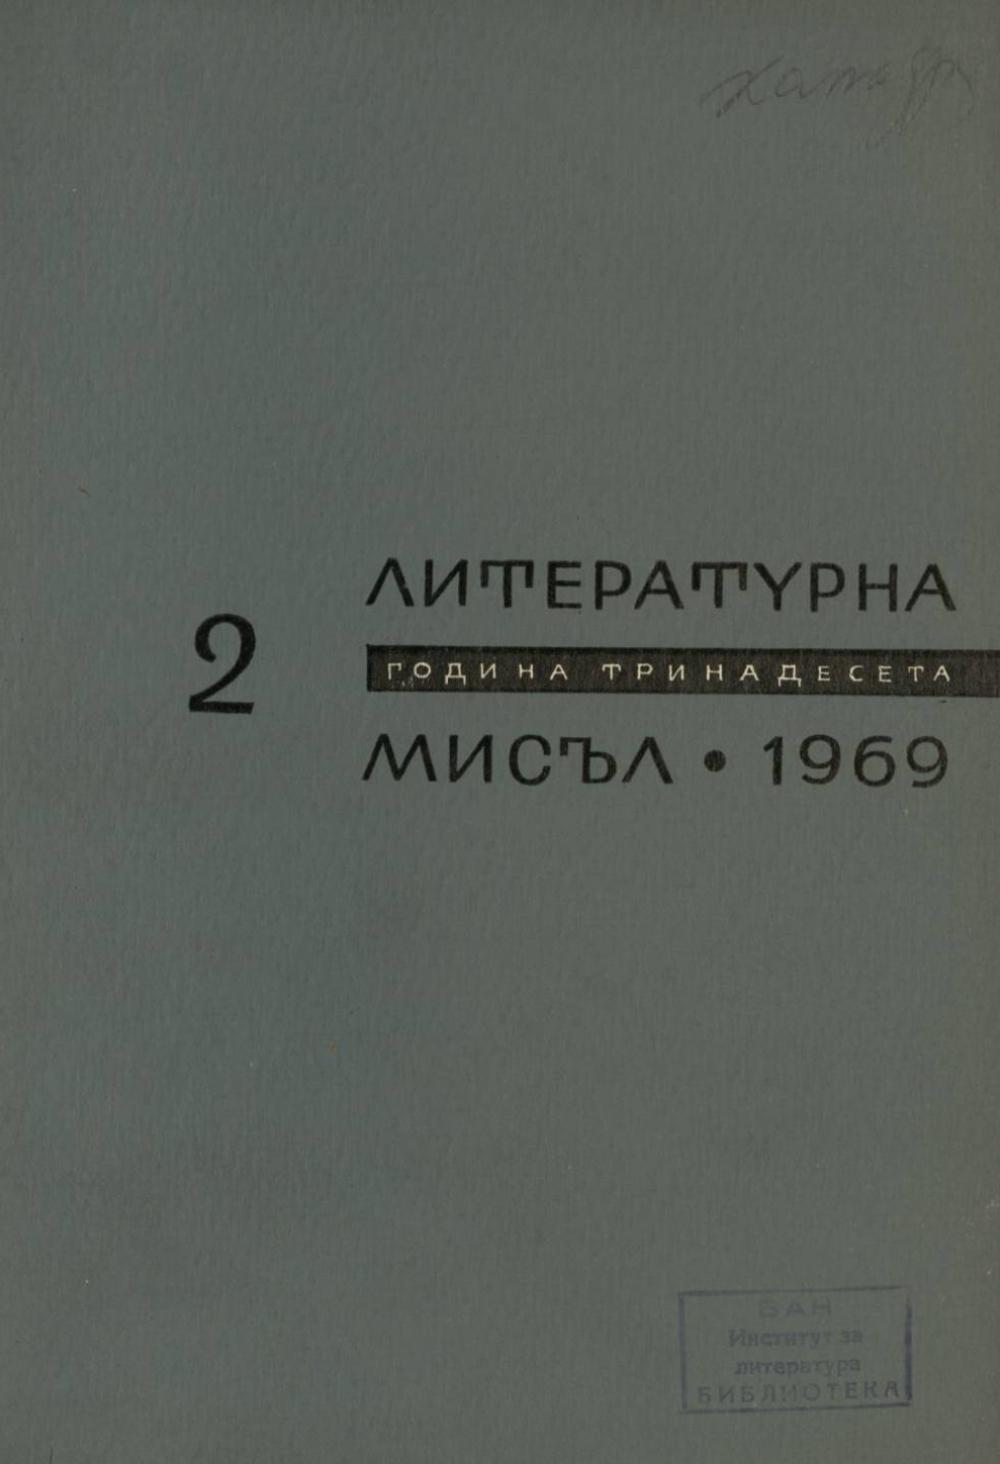 ЛИТЕРАТУРНА
2
ГОДИНА ТРИНАДЕСЕТА
МИСЪЛ • 1969
БАН
Институт за
литература
БИБЛИОТЕКА